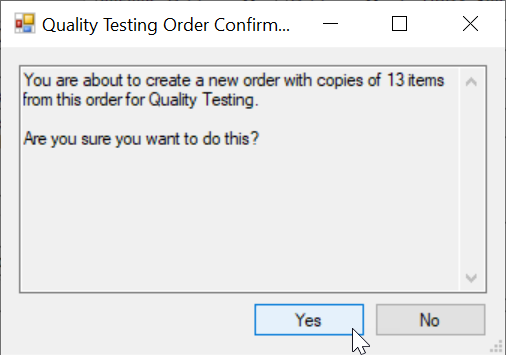 Quality Testing Order Confirm...
You are about to create a new order with copies of 13 items
from this order for Quality Testing.
Are you sure you want to do this?
Yes
No